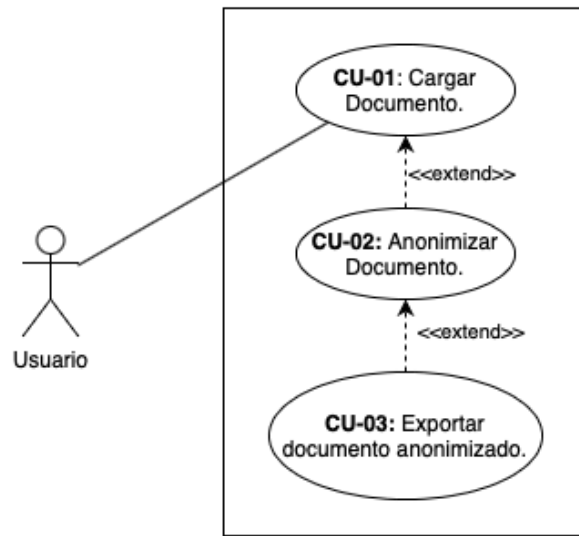 CU-01: Cargar
Documento.
<<extend>>
CU-02: Anonimizar
Documento.
<<extend>>
Usuario
CU-03: Exportar
documento anonimizado.